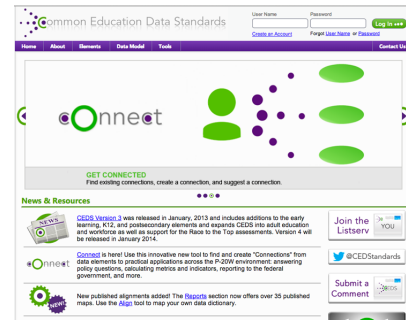 Common Education Data Standards
User Name
Password
Log In
Create an Account
Forgot User Name or Password
Home
About
Elements
Data Model
Tools
Contact Us
connect
GET CONNECTED
Find existing connections, create a connection, and suggest a connection.
News & Resources
NEWS
CEDS Version 3 was released in January, 2013 and includes additions to the early
learning, K12, and postsecondary elements and expands CEDS into adult education
and workforce as well as support for the Race to the Top assessments. Version 4 will
be released in January 2014.
connect
Connect is here! Use this innovative new tool to find and create "Connections" from
data elements to practical applications across the P-20W environment: answering
policy questions, calculating metrics and indicators, reporting to the federal
government, and more.
NEW!
New published alignments added! The Reports section now offers over 35 published
maps. Use the Align tool to map your own data dictionary.
Join the
Listserv
YOU
@CEDStandards
Submit a
Comment
CEDS